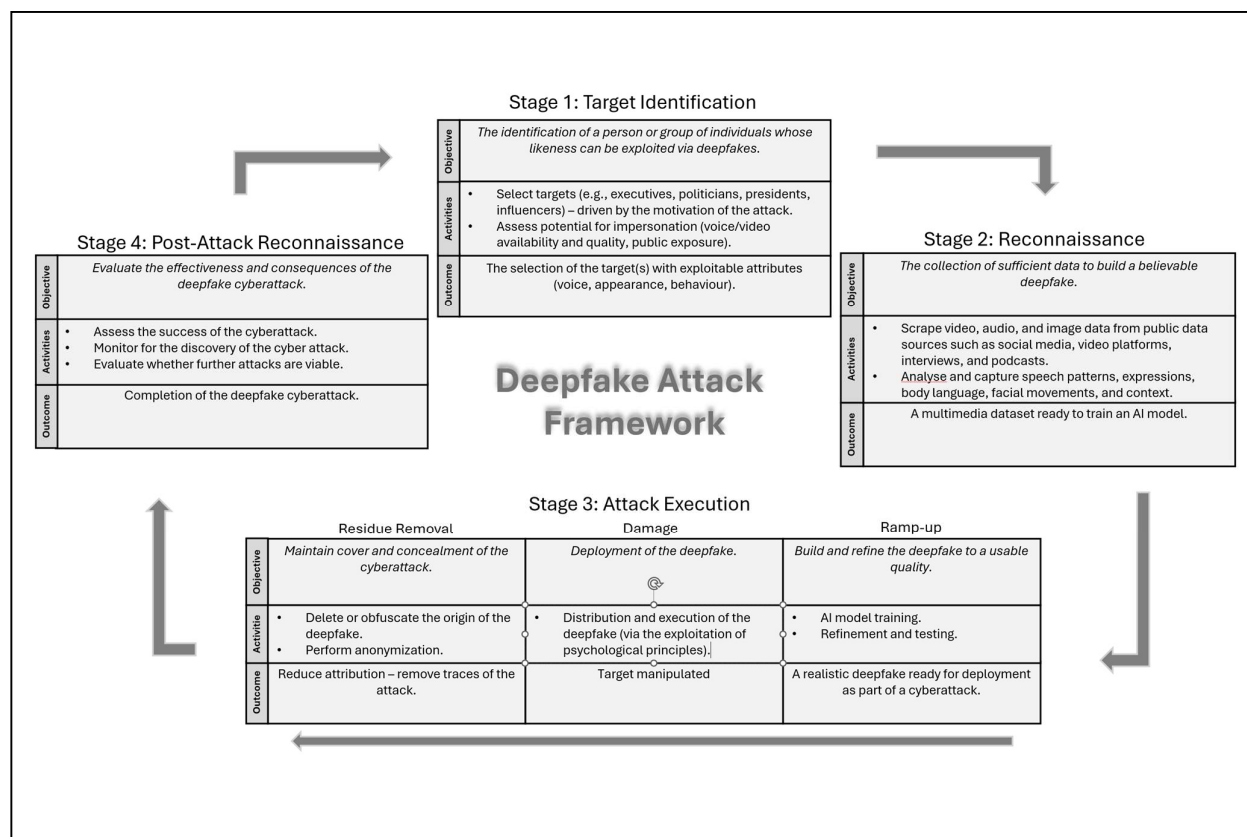 Stage 1: Target Identification
Objective
The identification of a person or group of individuals whose
likeness can be exploited via deepfakes.
Activities
• Select targets (e.g., executives, politicians, presidents,
influencers) – driven by the motivation of the attack.
• Assess potential for impersonation (voice/video
availability and quality, public exposure).
Outcome
The selection of the target(s) with exploitable attributes
(voice, appearance, behaviour).
Stage 2: Reconnaissance
Objective
The collection of sufficient data to build a believable
deepfake.
Activities
• Scrape video, audio, and image data from public data
sources such as social media, video platforms,
interviews, and podcasts.
• Analyse and capture speech patterns, expressions,
body language, facial movements, and context.
Outcome
A multimedia dataset ready to train an AI model.
Deepfake Attack
Framework
Stage 3: Attack Execution
Residue Removal
Damage
Ramp-up
Objective
Maintain cover and concealment of the
cyberattack.
Deployment of the deepfake.
Build and refine the deepfake to a usable
quality.
Activitie
• Delete or obfuscate the origin of the
deepfake.
• Perform anonymization.
• Distribution and execution of the
deepfake (via the exploitation of
psychological principles).
• AI model training.
• Refinement and testing.
Outcome
Reduce attribution – remove traces of the
attack.
Target manipulated
A realistic deepfake ready for deployment
as part of a cyberattack.
Stage 4: Post-Attack Reconnaissance
Objective
Evaluate the effectiveness and consequences of the
deepfake cyberattack.
Activities
• Assess the success of the cyberattack.
• Monitor for the discovery of the cyber attack.
• Evaluate whether further attacks are viable.
Outcome
Completion of the deepfake cyberattack.